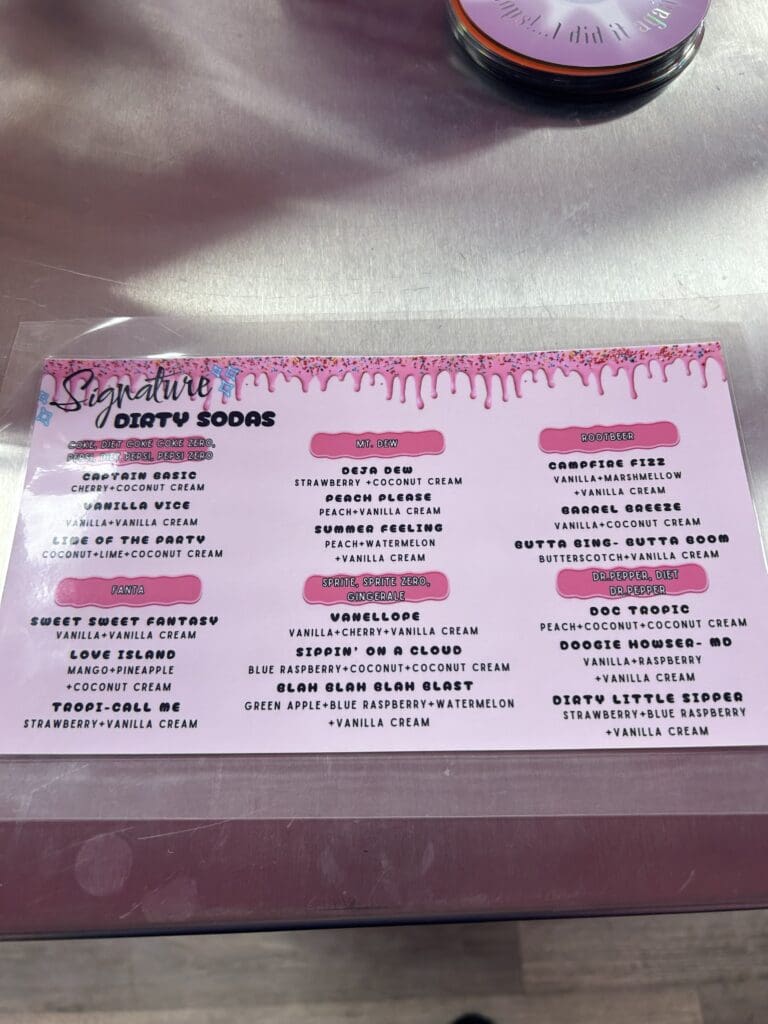 oops!...I did it aga
Signature
DIRTY SODAS
COKE, DIET COKE COKE ZERO,
PEPSI, DIET PEPSI, PEPSI ZERO
CAPTAIN BASIC
CHERRY+COCONUT CREAM
VANILLA VICE
VANILLA+VANILLA CREAM
LIME OF THE PARTY
COCONUT+LIME+COCONUT CREAM
MT. DEW
DEJA DEW
STRAWBERRY +COCONUT CREAM
PEACH PLEASE
PEACH+VANILLA CREAM
SUMMER FEELING
PEACH+WATERMELON
+VANILLA CREAM
ROOTBEER
CAMPFIRE FIZZ
VANILLA+MARSHMELLOW
+VANILLA CREAM
BARREL BREEZE
VANILLA+COCONUT CREAM
BUTTA BING- BUTTA BOOM
BUTTERSCOTCH+VANILLA CREAM
FANTA
SWEET SWEET FANTASY
VANILLA+VANILLA CREAM
LOVE ISLAND
MANGO+PINEAPPLE
+COCONUT CREAM
TROPI-CALL ME
STRAWBERRY+VANILLA CREAM
SPRITE, SPRITE ZERO,
GINGERALE
VANELLOPE
VANILLA+CHERRY+VANILLA CREAM
SIPPIN' ON A CLOUD
BLUE RASPBERRY+COCONUT+COCONUT CREAM
BLAH BLAH BLAH BLAST
GREEN APPLE+BLUE RASPBERRY+WATERMELON
+VANILLA CREAM
DR PEPPER, DIET
DR PEPPER
DOC TROPIC
PEACH+COCONUT+COCONUT CREAM
DOOGIE HOWSER- MD
VANILLA+RASPBERRY
+VANILLA CREAM
DIRTY LITTLE SIPPER
STRAWBERRY+BLUE RASPBERRY
+VANILLA CREAM